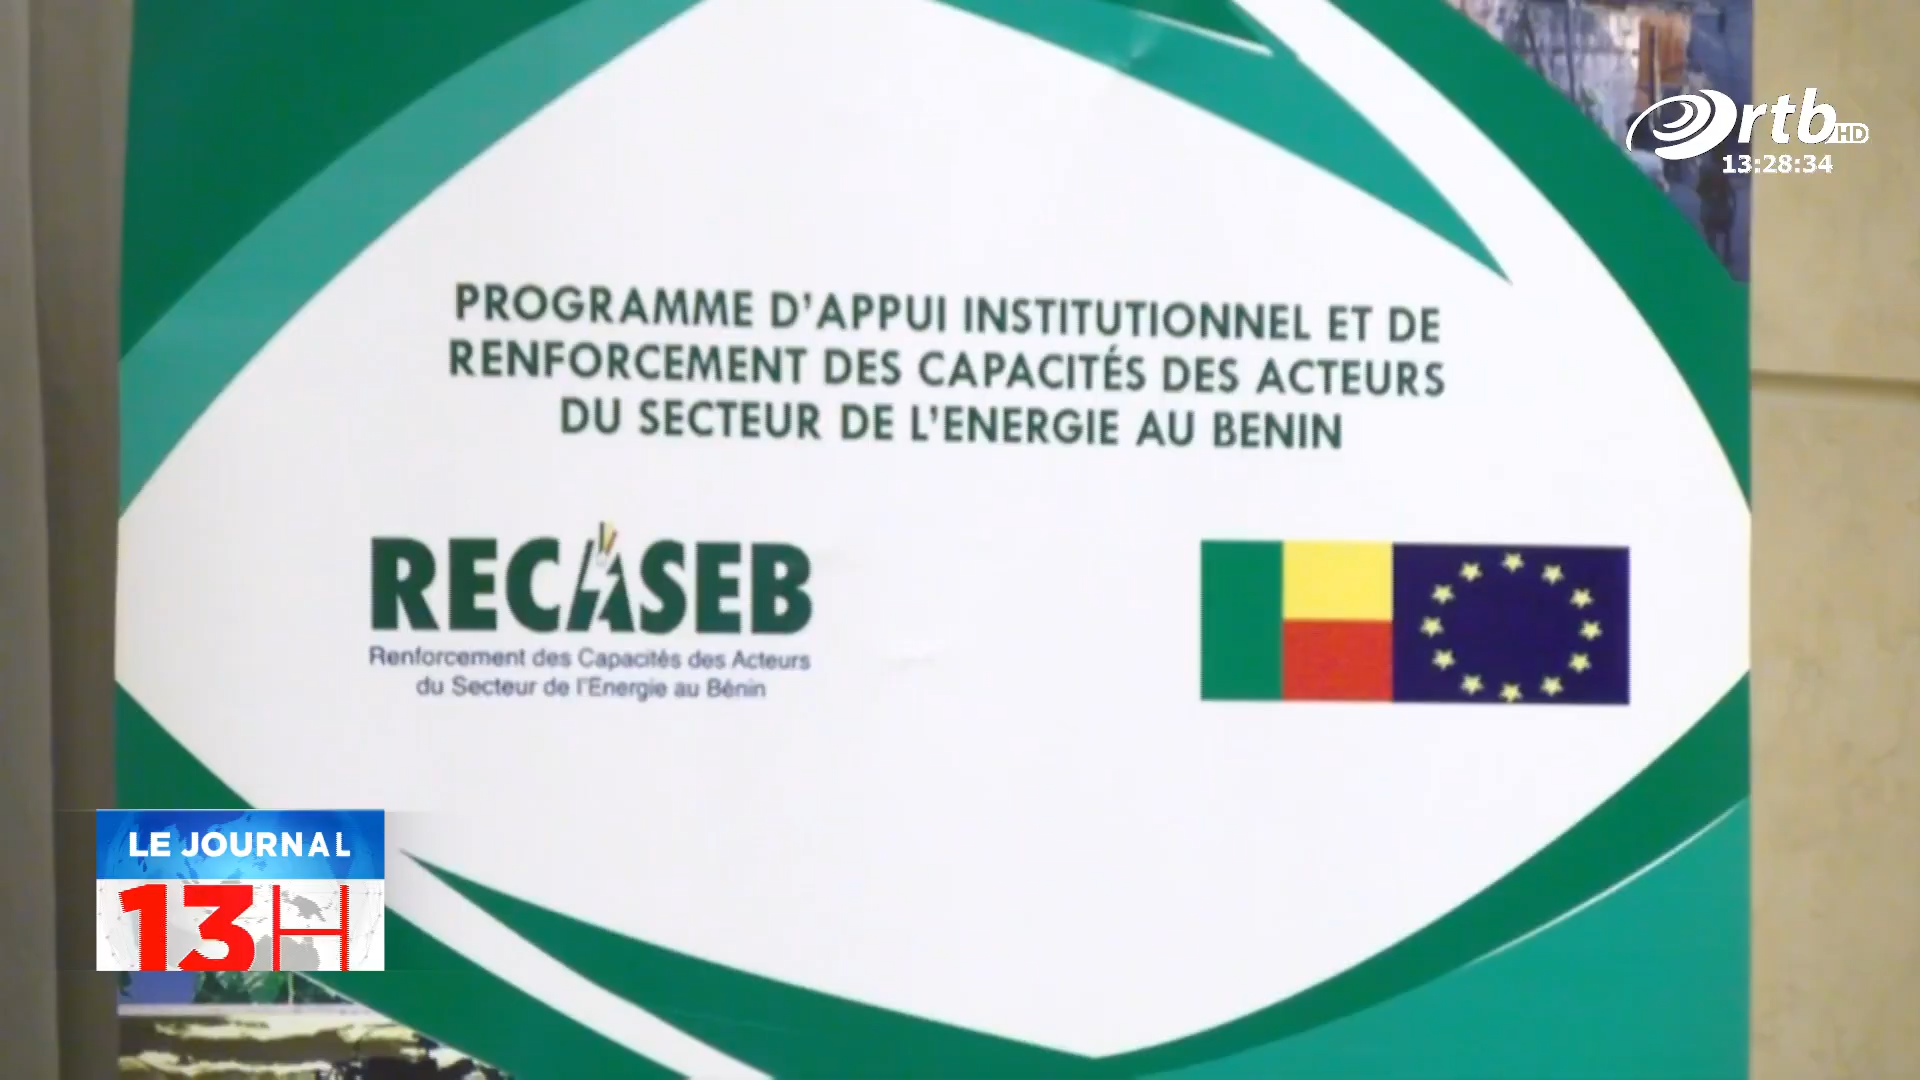 ortb HD
13:28:34
PROGRAMME D'APPUI INSTITUTIONNEL ET DE
RENFORCEMENT DES CAPACITÉS DES ACTEURS
DU SECTEUR DE L'ENERGIE AU BENIN
RECASEB
Renforcement des Capacités des Acteurs
du Secteur de l'Energie au Bénin
LE JOURNAL
13H